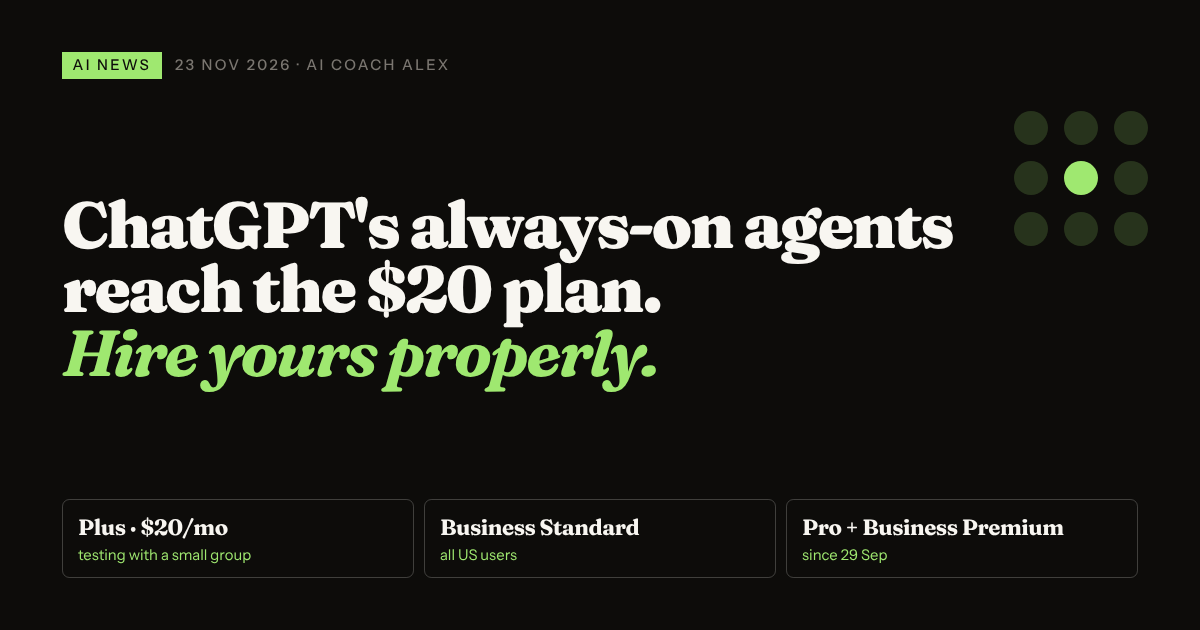 AI NEWS 23 NOV 2026 · AI COACH ALEX
ChatGPT's always-on agents
reach the $20 plan.
Hire yours properly.
Plus · $20/mo
testing with a small group
Business Standard
all US users
Pro + Business Premium
since 29 Sep